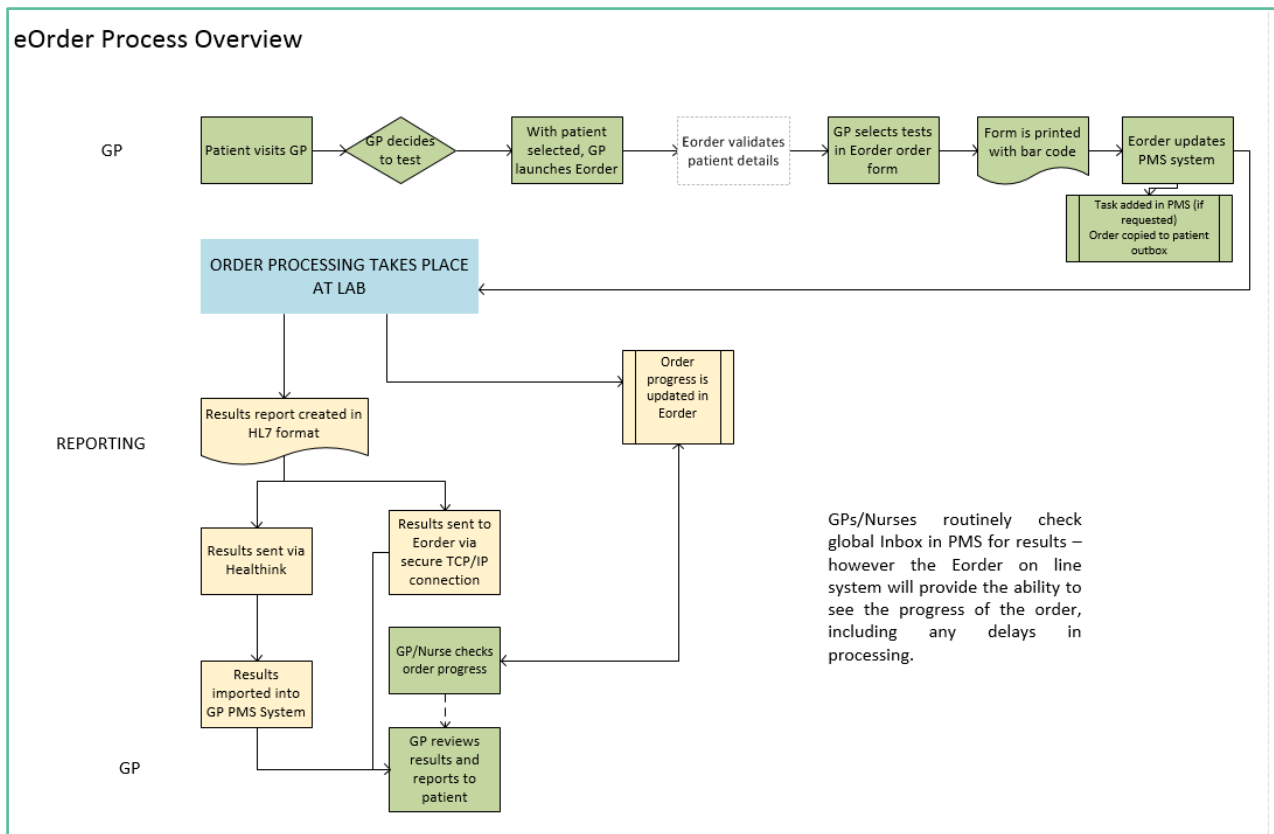 eOrder Process Overview
GP
Patient visits GP
GP decides
to test
With patient
selected, GP
launches Eorder
Eorder validates
patient details
GP selects tests
in Eorder order
form
Form is printed
with bar code
Eorder updates
PMS system
Task added in PMS (if
requested)
Order copied to patient
outbox
ORDER PROCESSING TAKES PLACE
AT LAB
Order
progress is
updated in
Eorder
Results report created in
HL7 format
REPORTING
Results sent via
Healthink
Results sent to
Eorder via
secure TCP/IP
connection
GPs/Nurses routinely check
global Inbox in PMS for results –
however the Eorder on line
system will provide the ability to
see the progress of the order,
including any delays in
processing.
GP/Nurse checks
order progress
Results
imported into
GP PMS System
GP
GP reviews
results and
reports to
patient